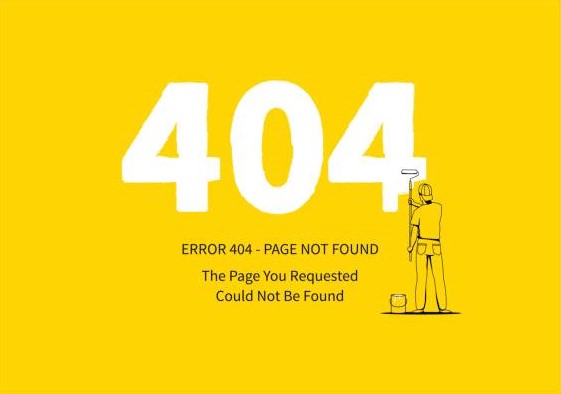 404
ERROR 404 - PAGE NOT FOUND
The Page You Requested
Could Not Be Found